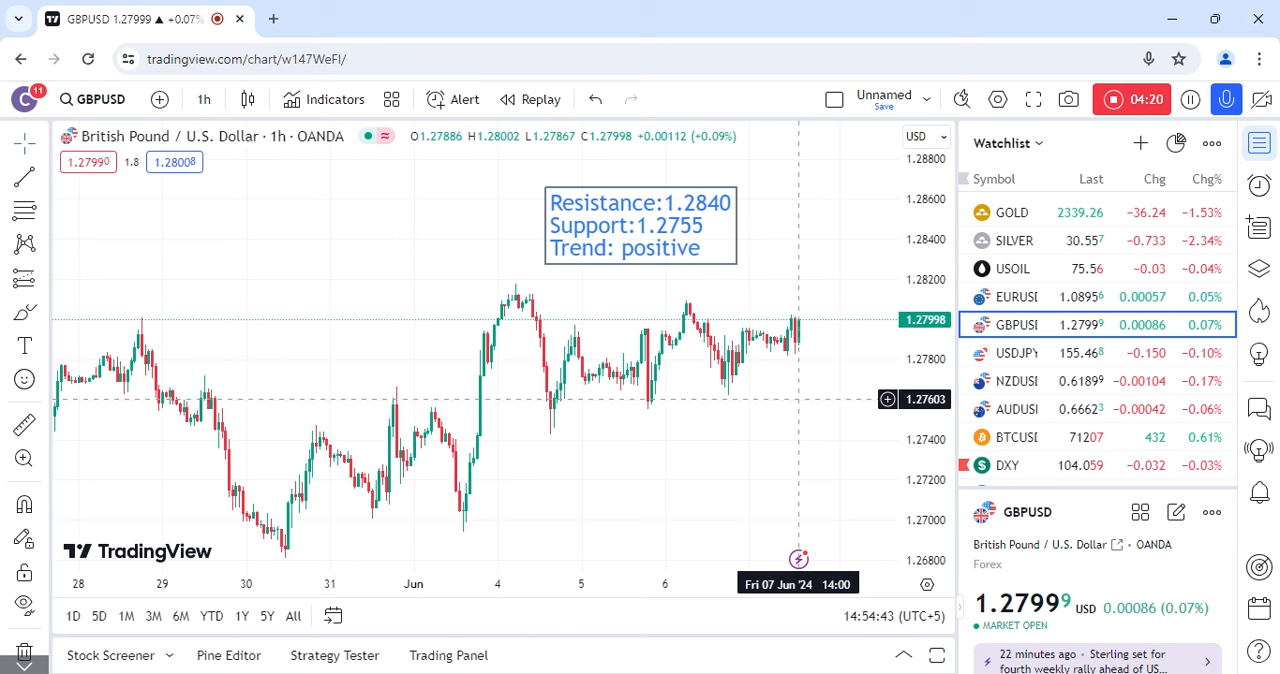 GBPUSD 1.27999 ▲ +0.07%
tradingview.com/chart/w147WeFI/
C 11 GBPUSD 1h Indicators Alert Replay Unnamed Save 04:20
British Pound / U.S. Dollar · 1h · OANDA O1.27886 H1.28002 L1.27867 C1.27998 +0.00112 (+0.09%) USD
1.27990 1.8 1.28008
1.28800
Resistance:1.2840
Support:1.2755
Trend: positive
1.28600
1.28400
1.28200
1.27998
1.27800
1.27603
1.27400
1.27200
1.27000
1.26800
TradingView
28 29 30 31 Jun 4 5 6 Fri 07 Jun '24 14:00
1D 5D 1M 3M 6M YTD 1Y 5Y All 14:54:43 (UTC+5)
Stock Screener Pine Editor Strategy Tester Trading Panel
Watchlist
Symbol Last Chg Chg%
GOLD 2339.26 −36.24 −1.53%
SILVER 30.557 −0.733 −2.34%
USOIL 75.56 −0.03 −0.04%
EURUSI 1.08956 0.00057 0.05%
GBPUSI 1.27999 0.00086 0.07%
USDJPY 155.468 −0.150 −0.10%
NZDUSI 0.61899 −0.00104 −0.17%
AUDUSI 0.66623 −0.00042 −0.06%
BTCUSI 71207 432 0.61%
DXY 104.059 −0.032 −0.03%
GBPUSD
British Pound / U.S. Dollar · OANDA
Forex
1.27999 USD 0.00086 (0.07%)
MARKET OPEN
22 minutes ago · Sterling set for
fourth weekly rally ahead of US...